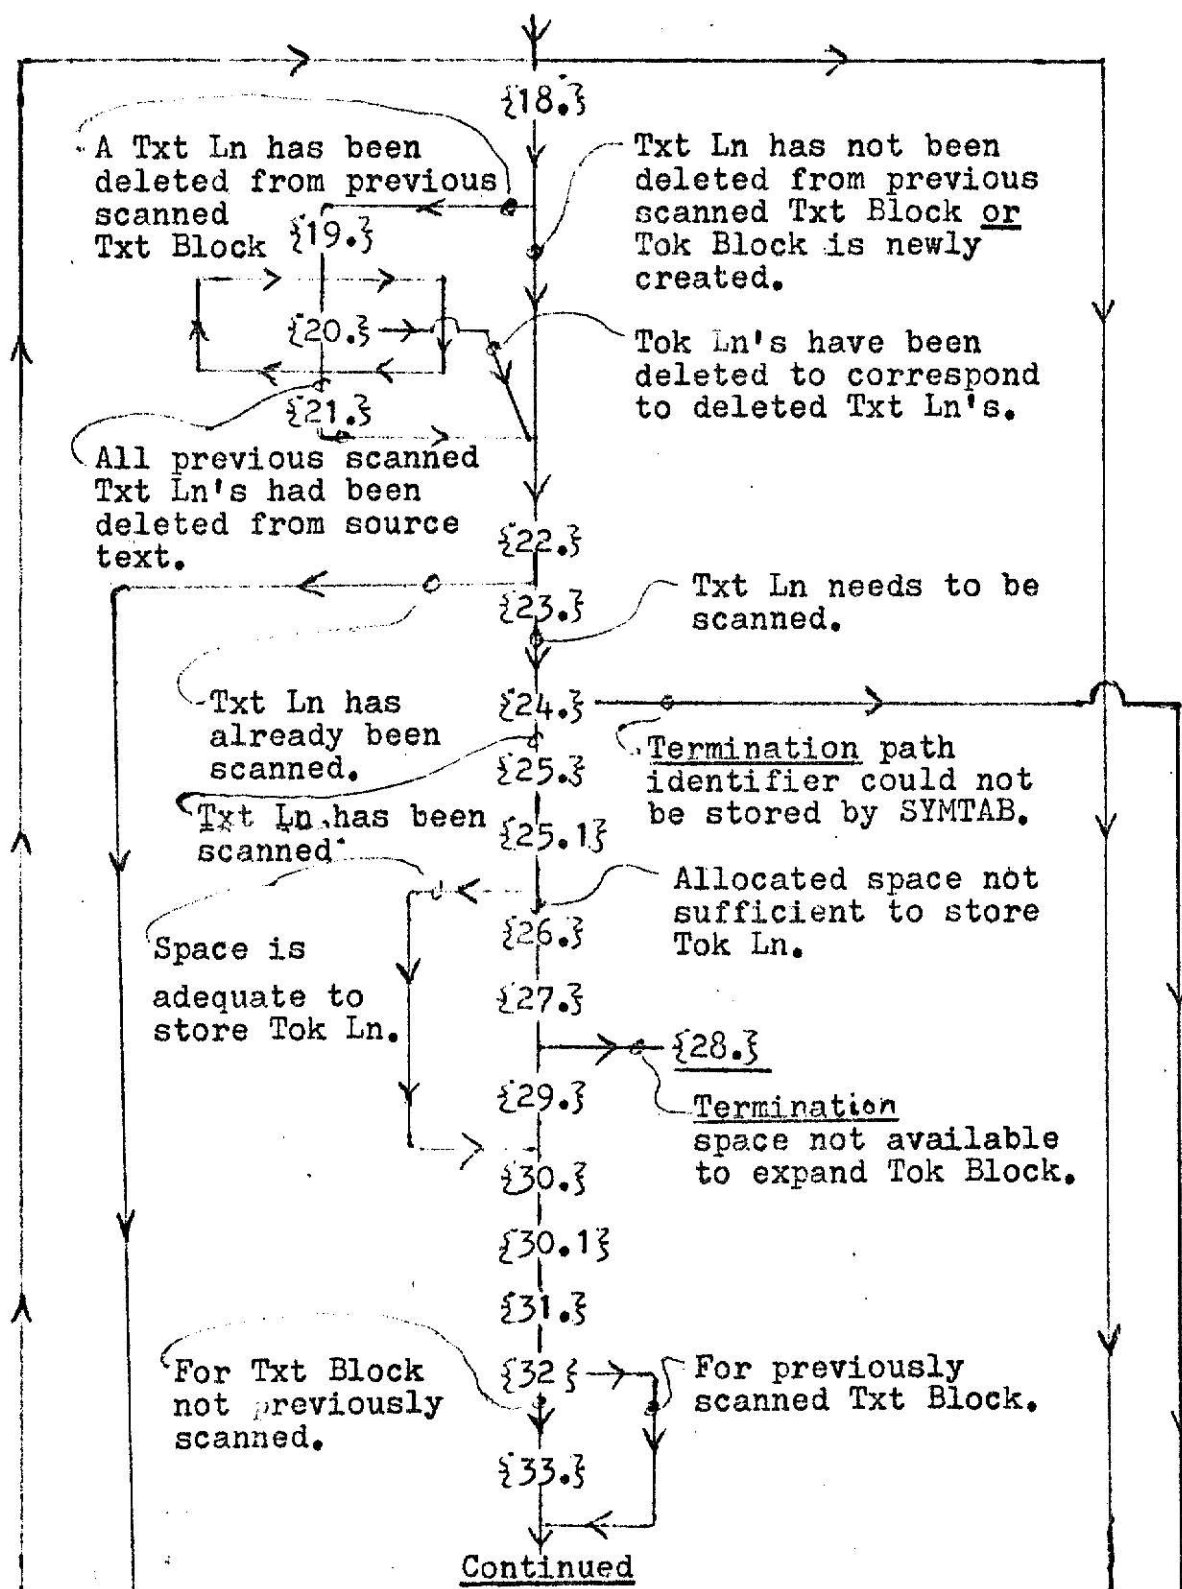 {18.}
A Txt Ln has been
deleted from previous
scanned
Txt Block
{19.}
Txt Ln has not been
deleted from previous
scanned Txt Block or
Tok Block is newly
created.
{20.}
Tok Ln's have been
deleted to correspond
to deleted Txt Ln's.
{21.}
All previous scanned
Txt Ln's had been
deleted from source
text.
{22.}
{23.}
Txt Ln needs to be
scanned.
Txt Ln has
already been
scanned.
{24.}
Termination path
identifier could not
be stored by SYMTAB.
{25.}
Txt Ln has been
scanned
{25.1}
Allocated space not
sufficient to store
Tok Ln.
{26.}
Space is
adequate to
store Tok Ln.
{27.}
{28.}
Termination
space not available
to expand Tok Block.
{29.}
{30.}
{30.1}
{31.}
{32}
For Txt Block
not previously
scanned.
For previously
scanned Txt Block.
{33.}
Continued